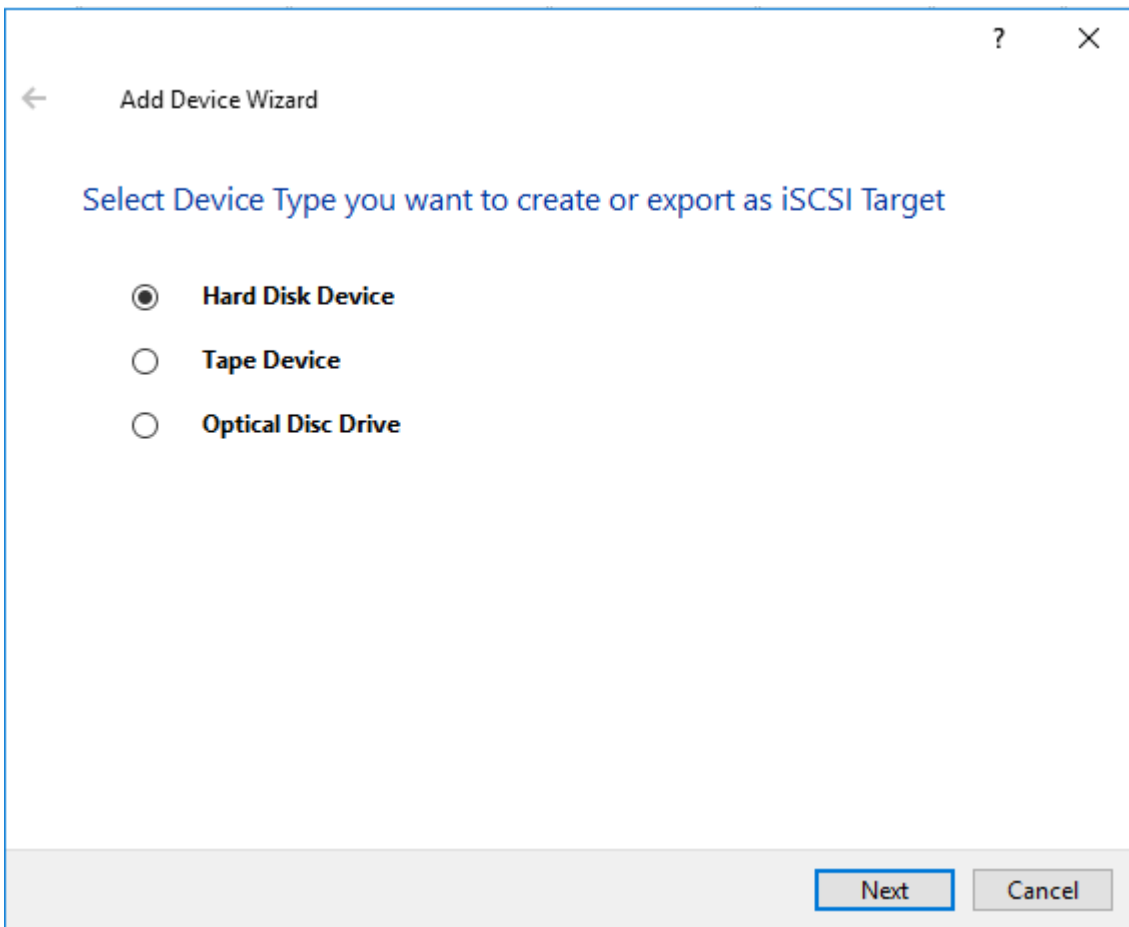 ?
Add Device Wizard
Select Device Type you want to create or export as iSCSI Target
Hard Disk Device
Tape Device
Optical Disc Drive
Next Cancel